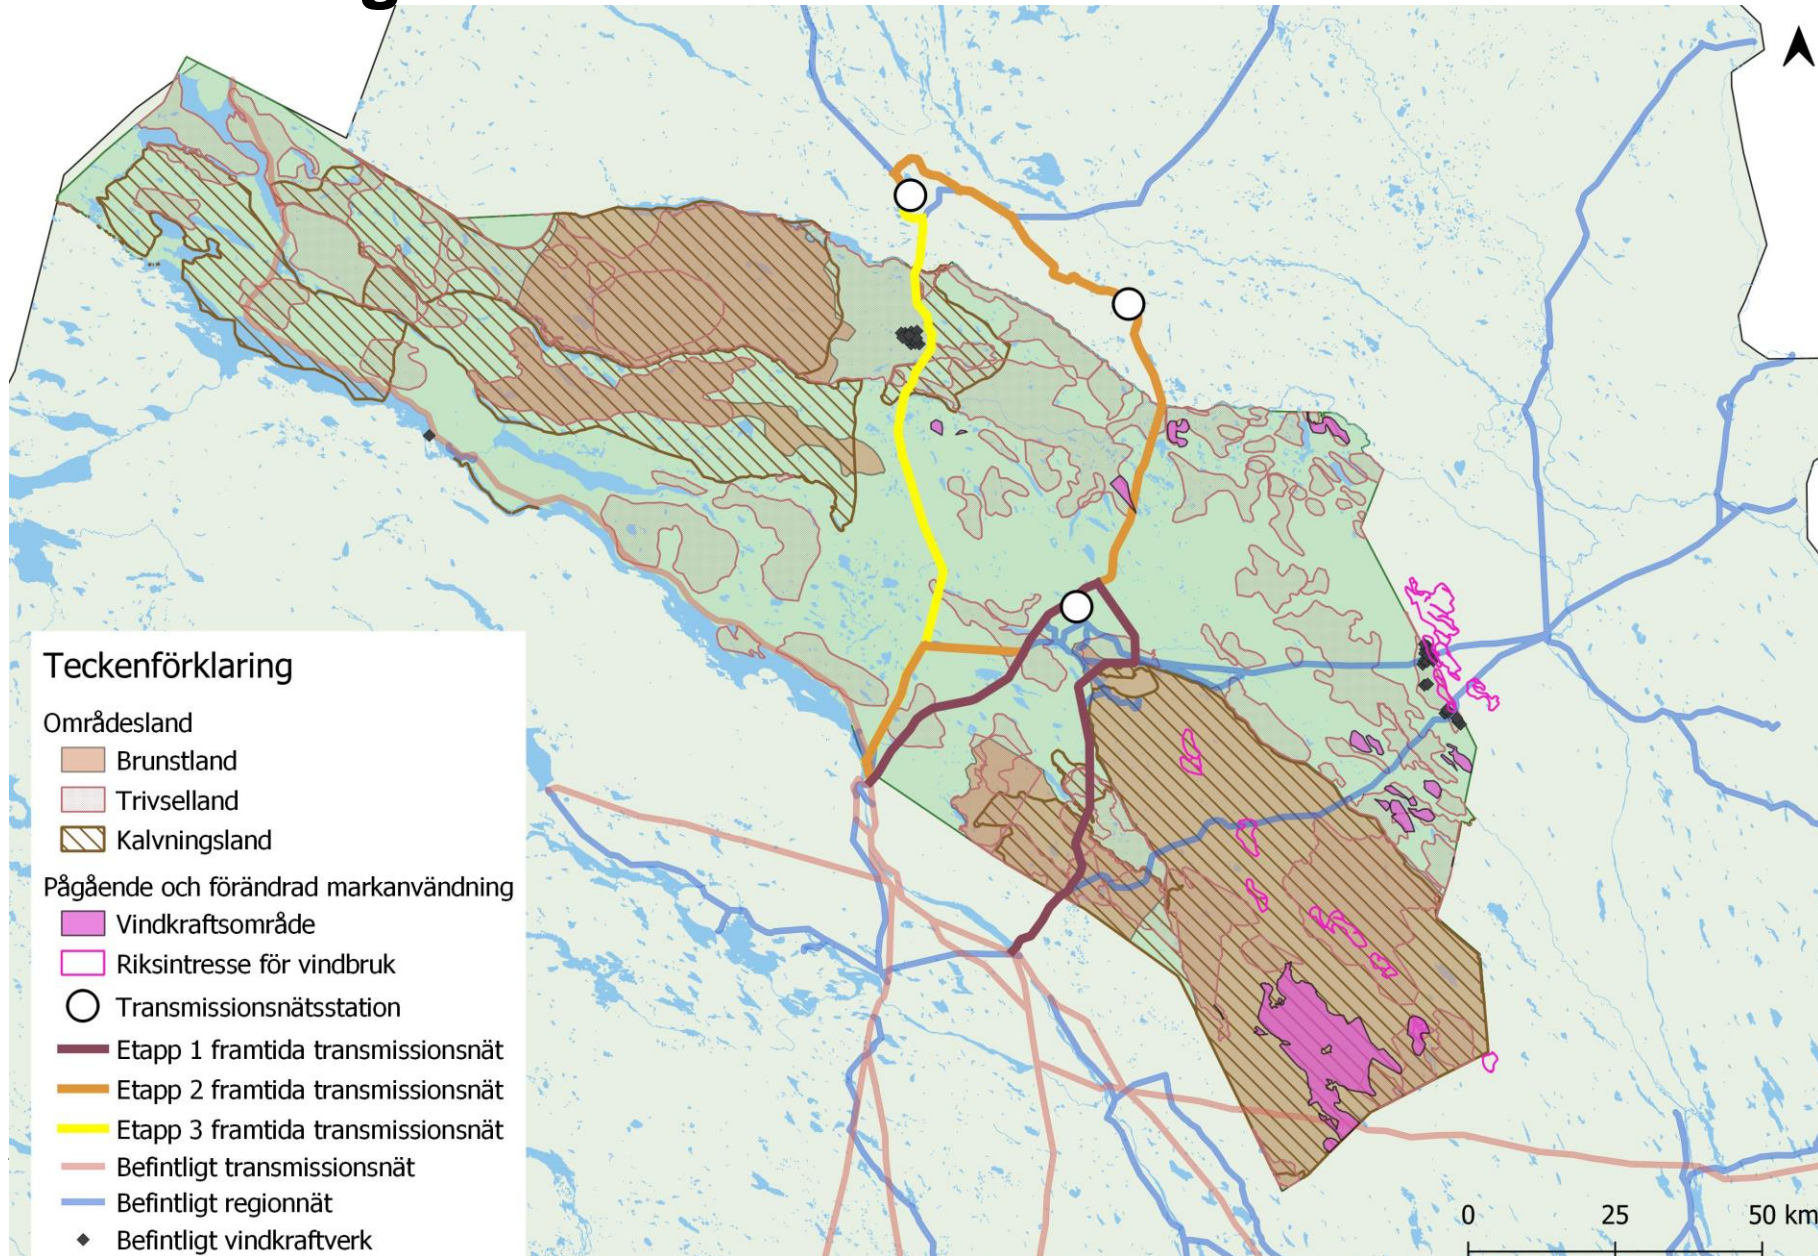 Teckenförklaring
Områdesland
Brunstland
Trivselland
Kalvningsland
Pågående och förändrad markanvändning
Vindkraftsområde
Riksintresse för vindbruk
Transmissionsnätsstation
Etapp 1 framtida transmissionsnät
Etapp 2 framtida transmissionsnät
Etapp 3 framtida transmissionsnät
Befintligt transmissionsnät
Befintligt regionnät
Befintligt vindkraftverk
0 25 50 km